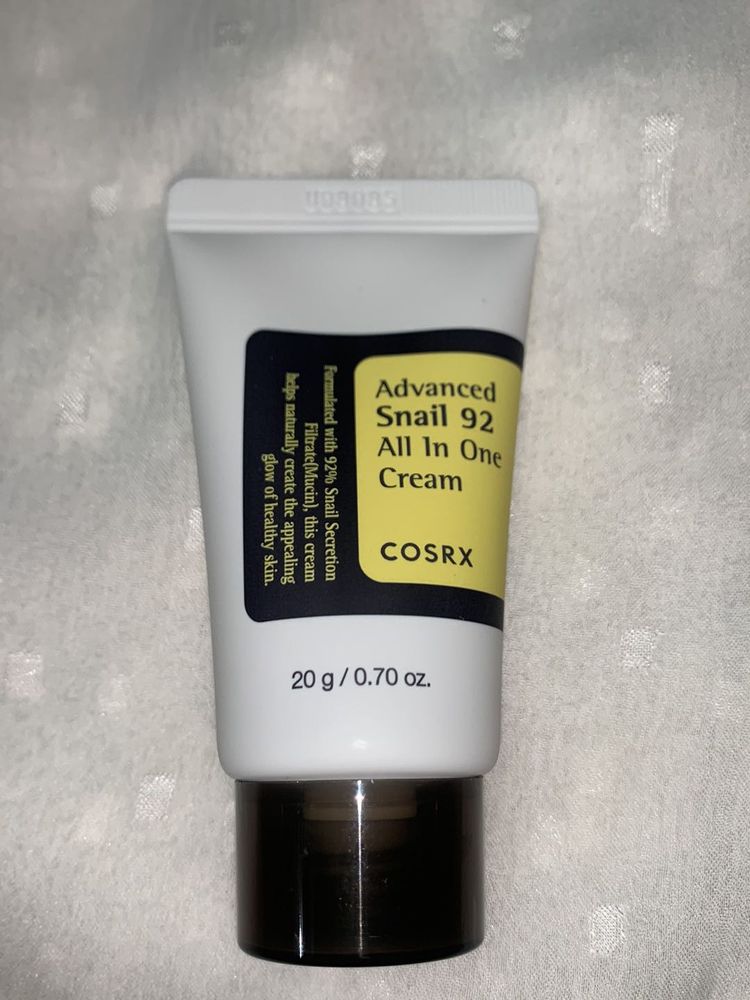 Advanced
Snail 92
All In One
Cream
COSRX
Formulated with 92% Snail Secretion
Filtrate(Mucin), this cream
helps naturally create the appealing
glow of healthy skin.
20 g / 0.70 oz.